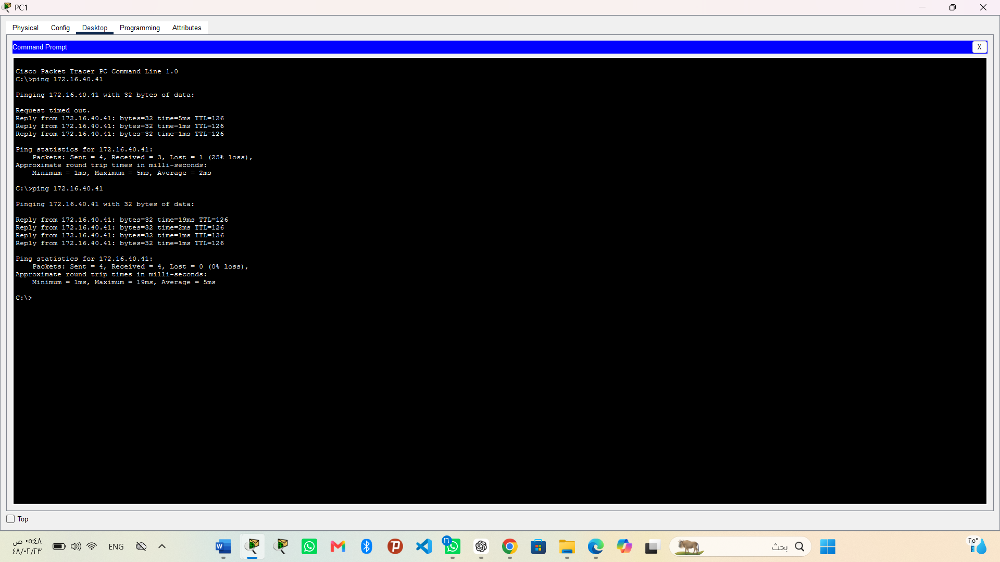 PC1
Physical Config Desktop Programming Attributes
Command Prompt
X
Cisco Packet Tracer PC Command Line 1.0
C:\>ping 172.16.40.41
Pinging 172.16.40.41 with 32 bytes of data:
Request timed out.
Reply from 172.16.40.41: bytes=32 time=5ms TTL=126
Reply from 172.16.40.41: bytes=32 time=1ms TTL=126
Reply from 172.16.40.41: bytes=32 time=1ms TTL=126
Ping statistics for 172.16.40.41:
    Packets: Sent = 4, Received = 3, Lost = 1 (25% loss),
Approximate round trip times in milli-seconds:
    Minimum = 1ms, Maximum = 5ms, Average = 2ms
C:\>ping 172.16.40.41
Pinging 172.16.40.41 with 32 bytes of data:
Reply from 172.16.40.41: bytes=32 time=19ms TTL=126
Reply from 172.16.40.41: bytes=32 time=2ms TTL=126
Reply from 172.16.40.41: bytes=32 time=1ms TTL=126
Reply from 172.16.40.41: bytes=32 time=1ms TTL=126
Ping statistics for 172.16.40.41:
    Packets: Sent = 4, Received = 4, Lost = 0 (0% loss),
Approximate round trip times in milli-seconds:
    Minimum = 1ms, Maximum = 19ms, Average = 5ms
C:\>
Top
٠٥:٤٨ ص
٤٨/٠٢/٢٣
ENG
١٦
بحث
٢٥°